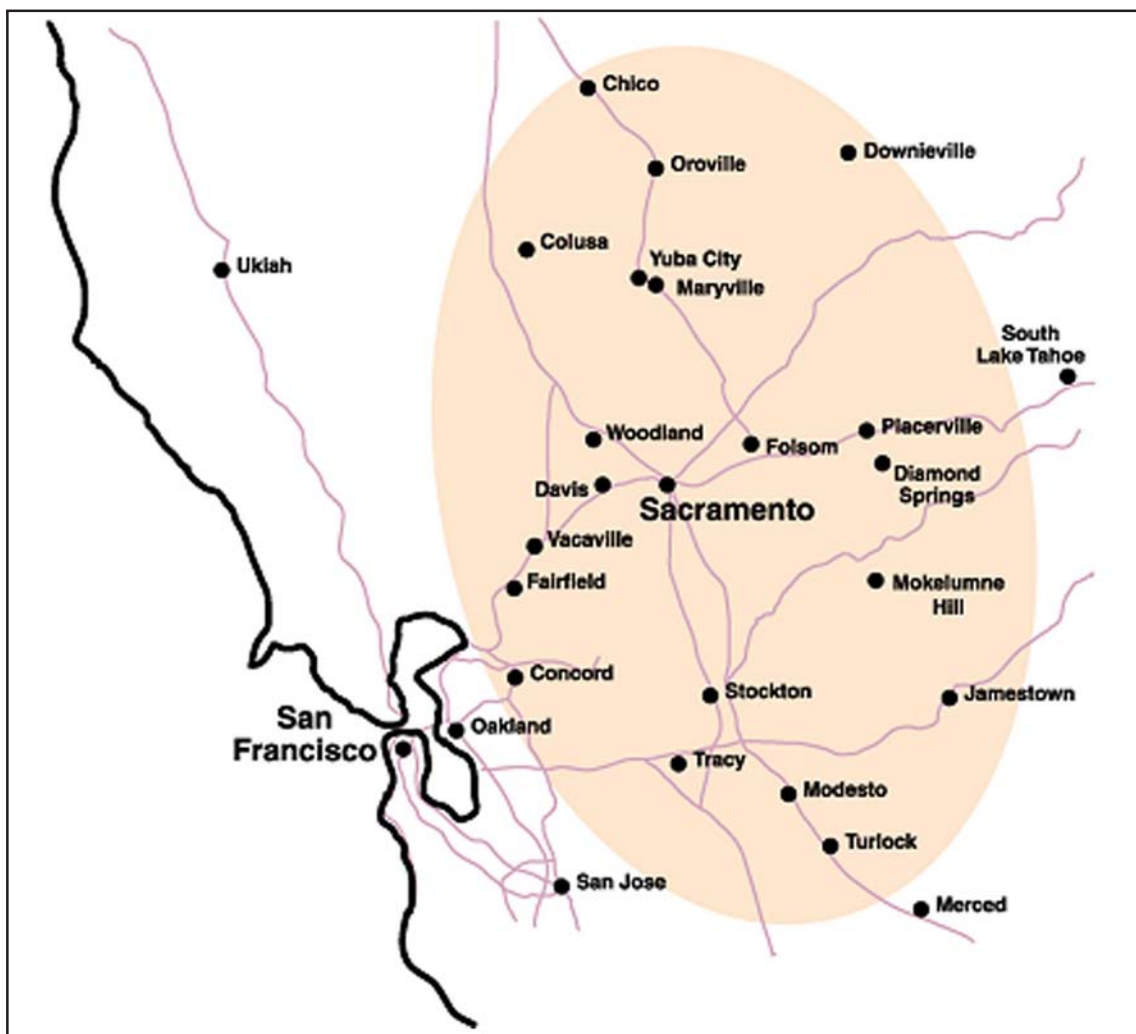 Chico
Downieville
Oroville
Colusa
Yuba City
Ukiah
Maryville
South
Lake Tahoe
Placerville
Woodland
Folsom
Diamond
Springs
Davis
Sacramento
Vacaville
Fairfield
Mokelumne
Hill
Concord
Stockton
Jamestown
San
Francisco
Oakland
Tracy
Modesto
Turlock
San Jose
Merced